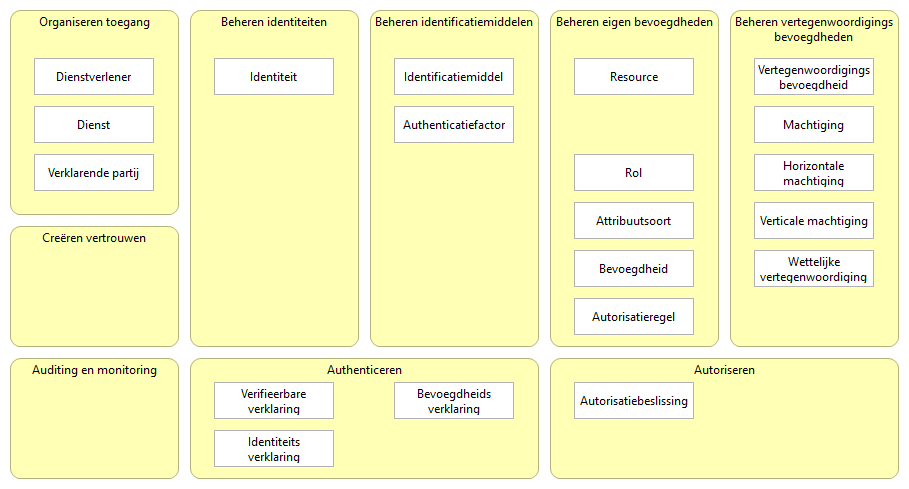 Organiseren toegang
Dienstverlener
Dienst
Verklarende partij
Creëren vertrouwen
Beheren identiteiten
Identiteit
Beheren identificatiemiddelen
Identificatiemiddel
Authenticatiefactor
Beheren eigen bevoegdheden
Resource
Rol
Attribuutsoort
Bevoegdheid
Autorisatieregel
Beheren vertegenwoordigings
bevoegdheden
Vertegenwoordigings
bevoegdheid
Machtiging
Horizontale
machtiging
Verticale machtiging
Wettelijke
vertegenwoordiging
Auditing en monitoring
Authenticeren
Verifieerbare
verklaring
Identiteits
verklaring
Bevoegdheids
verklaring
Autoriseren
Autorisatiebeslissing